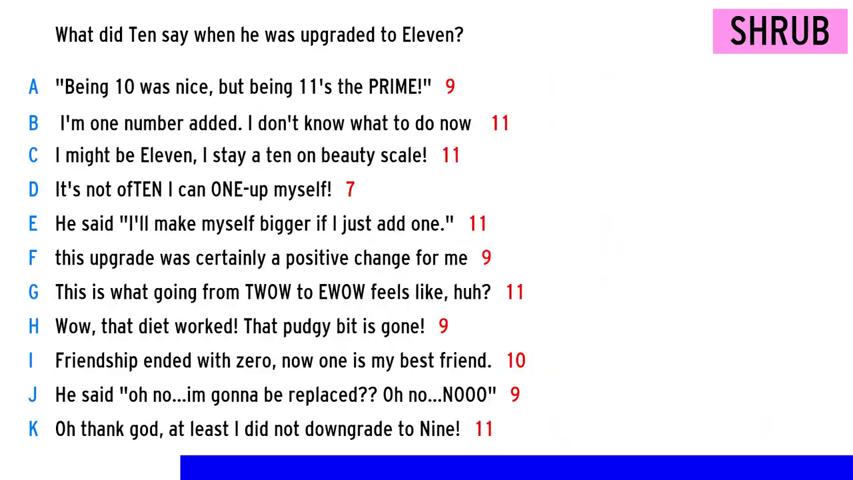 What did Ten say when he was upgraded to Eleven?
SHRUB
A "Being 10 was nice, but being 11's the PRIME!" 9
B I'm one number added. I don't know what to do now 11
C I might be Eleven, I stay a ten on beauty scale! 11
D It's not ofTEN I can ONE-up myself! 7
E He said "I'll make myself bigger if I just add one." 11
F this upgrade was certainly a positive change for me 9
G This is what going from TWOW to EWOW feels like, huh? 11
H Wow, that diet worked! That pudgy bit is gone! 9
I Friendship ended with zero, now one is my best friend. 10
J He said "oh no...im gonna be replaced?? Oh no...NOOO" 9
K Oh thank god, at least I did not downgrade to Nine! 11